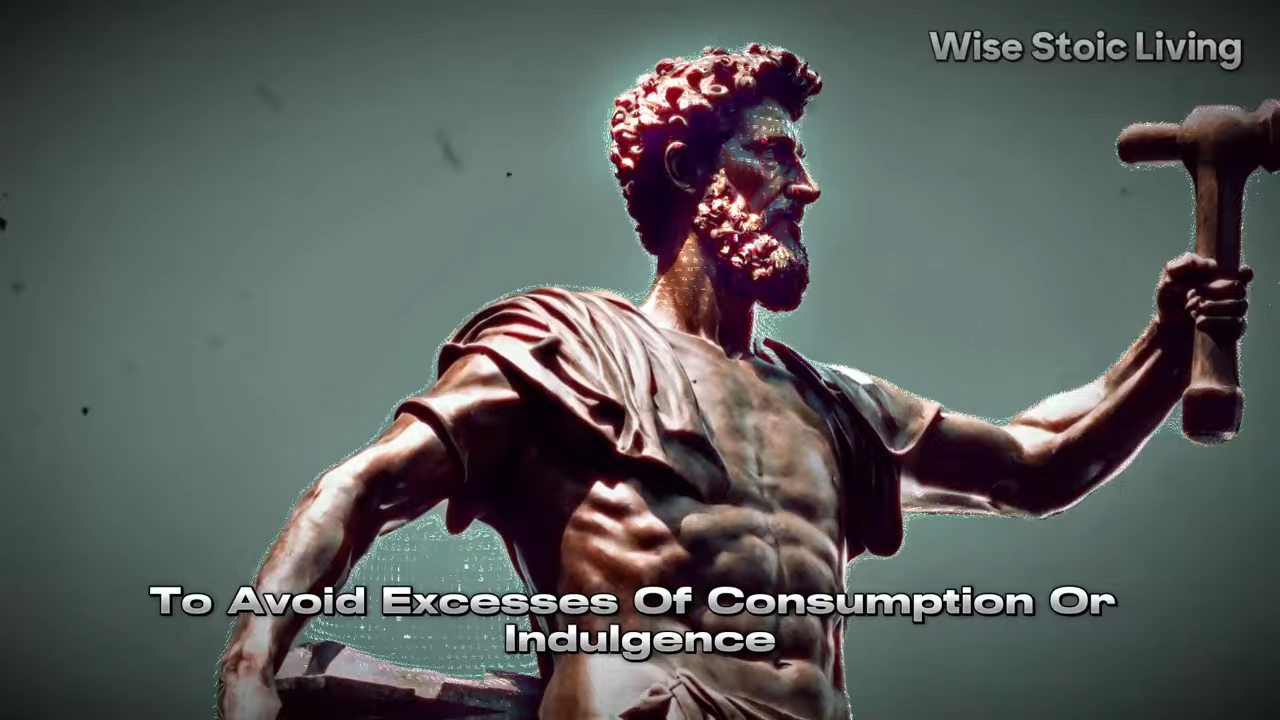 Wise Stoic Living
To Avoid Excesses Of Consumption Or
Indulgence